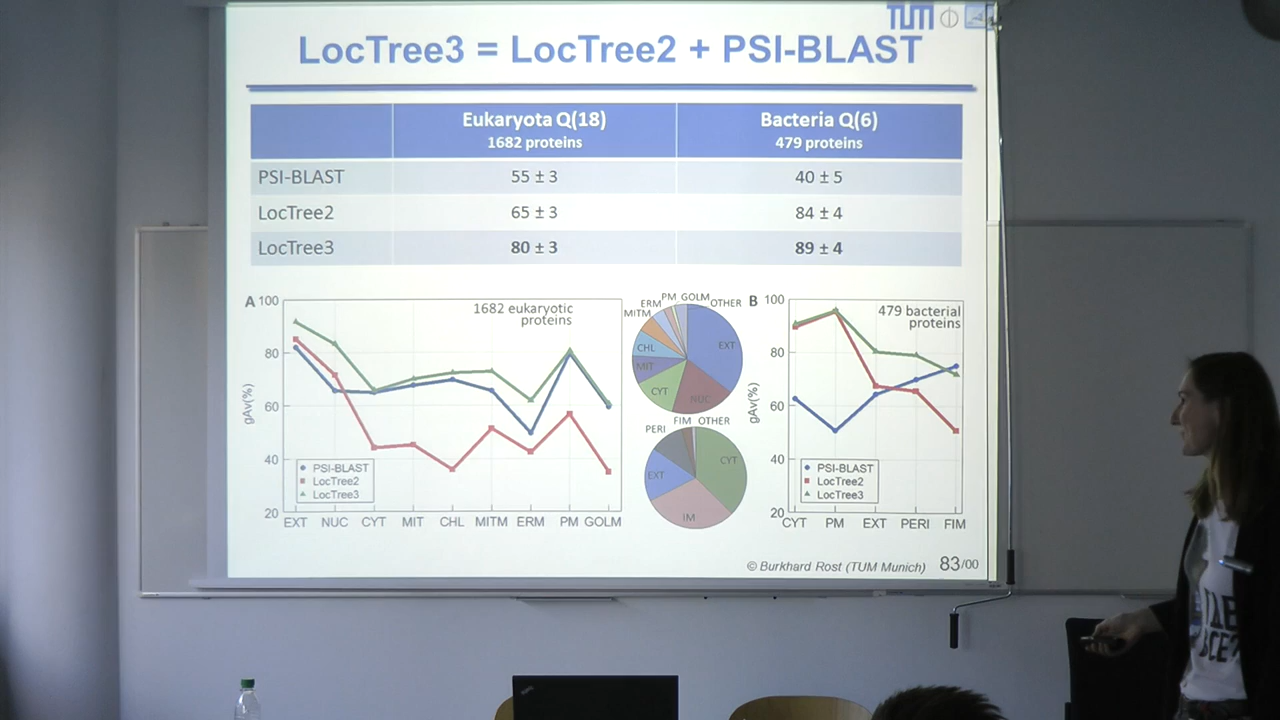 TUM
LocTree3 = LocTree2 + PSI-BLAST
Eukaryota Q(18)
1682 proteins
Bacteria Q(6)
479 proteins
PSI-BLAST 55 ± 3 40 ± 5
LocTree2 65 ± 3 84 ± 4
LocTree3 80 ± 3 89 ± 4
A
1682 eukaryotic
proteins
gAv(%)
100
80
60
40
20
PSI-BLAST
LocTree2
LocTree3
EXT NUC CYT MIT CHL MITM ERM PM GOLM
MITM ERM PM GOLM OTHER
CHL
EXT
MIT
CYT
NUC
PERI FIM OTHER
CYT
EXT
IM
B
479 bacterial
proteins
gAv(%)
100
80
60
40
20
PSI-BLAST
LocTree2
LocTree3
CYT PM EXT PERI FIM
© Burkhard Rost (TUM Munich) 83/00